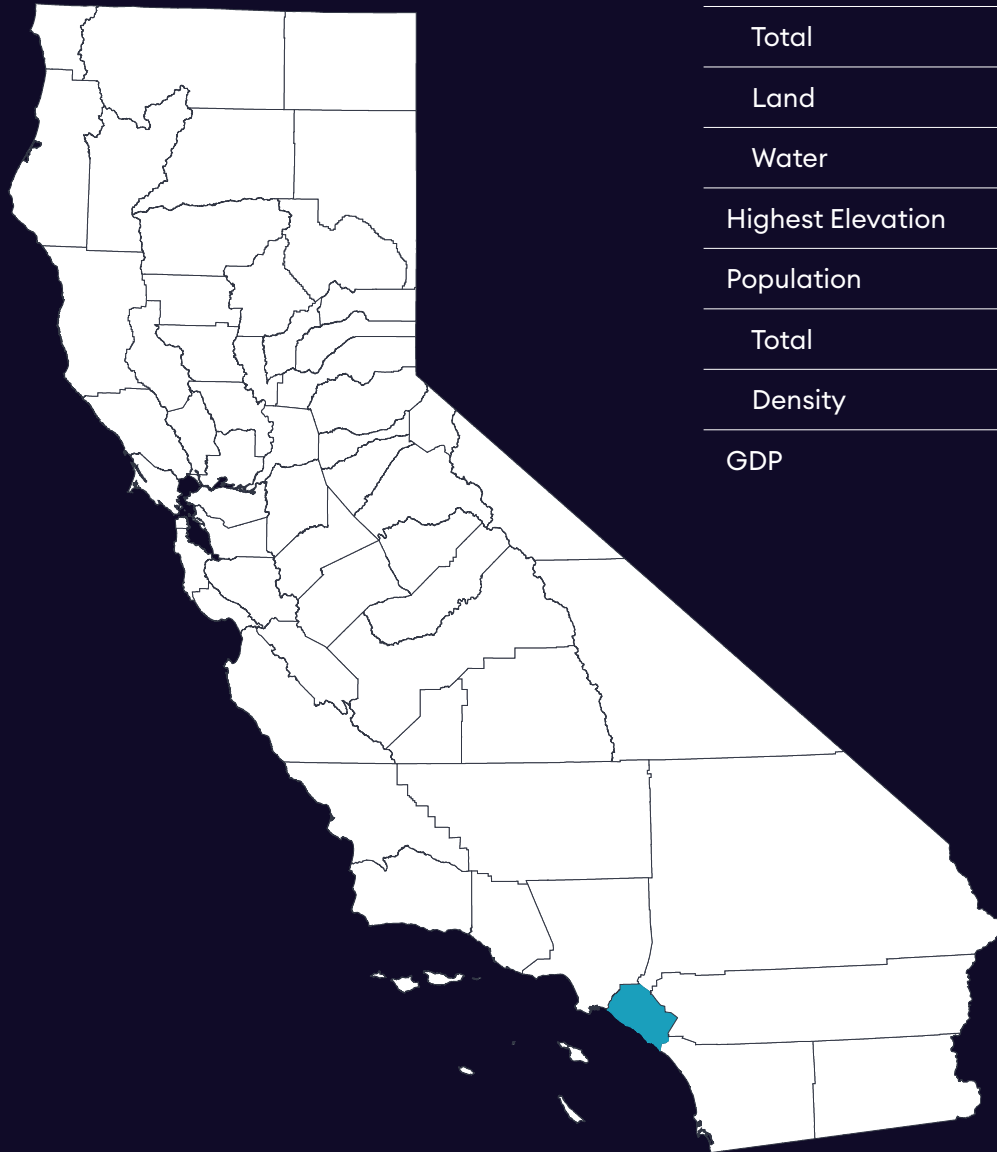 Total
Land
Water
Highest Elevation
Population
Total
Density
GDP